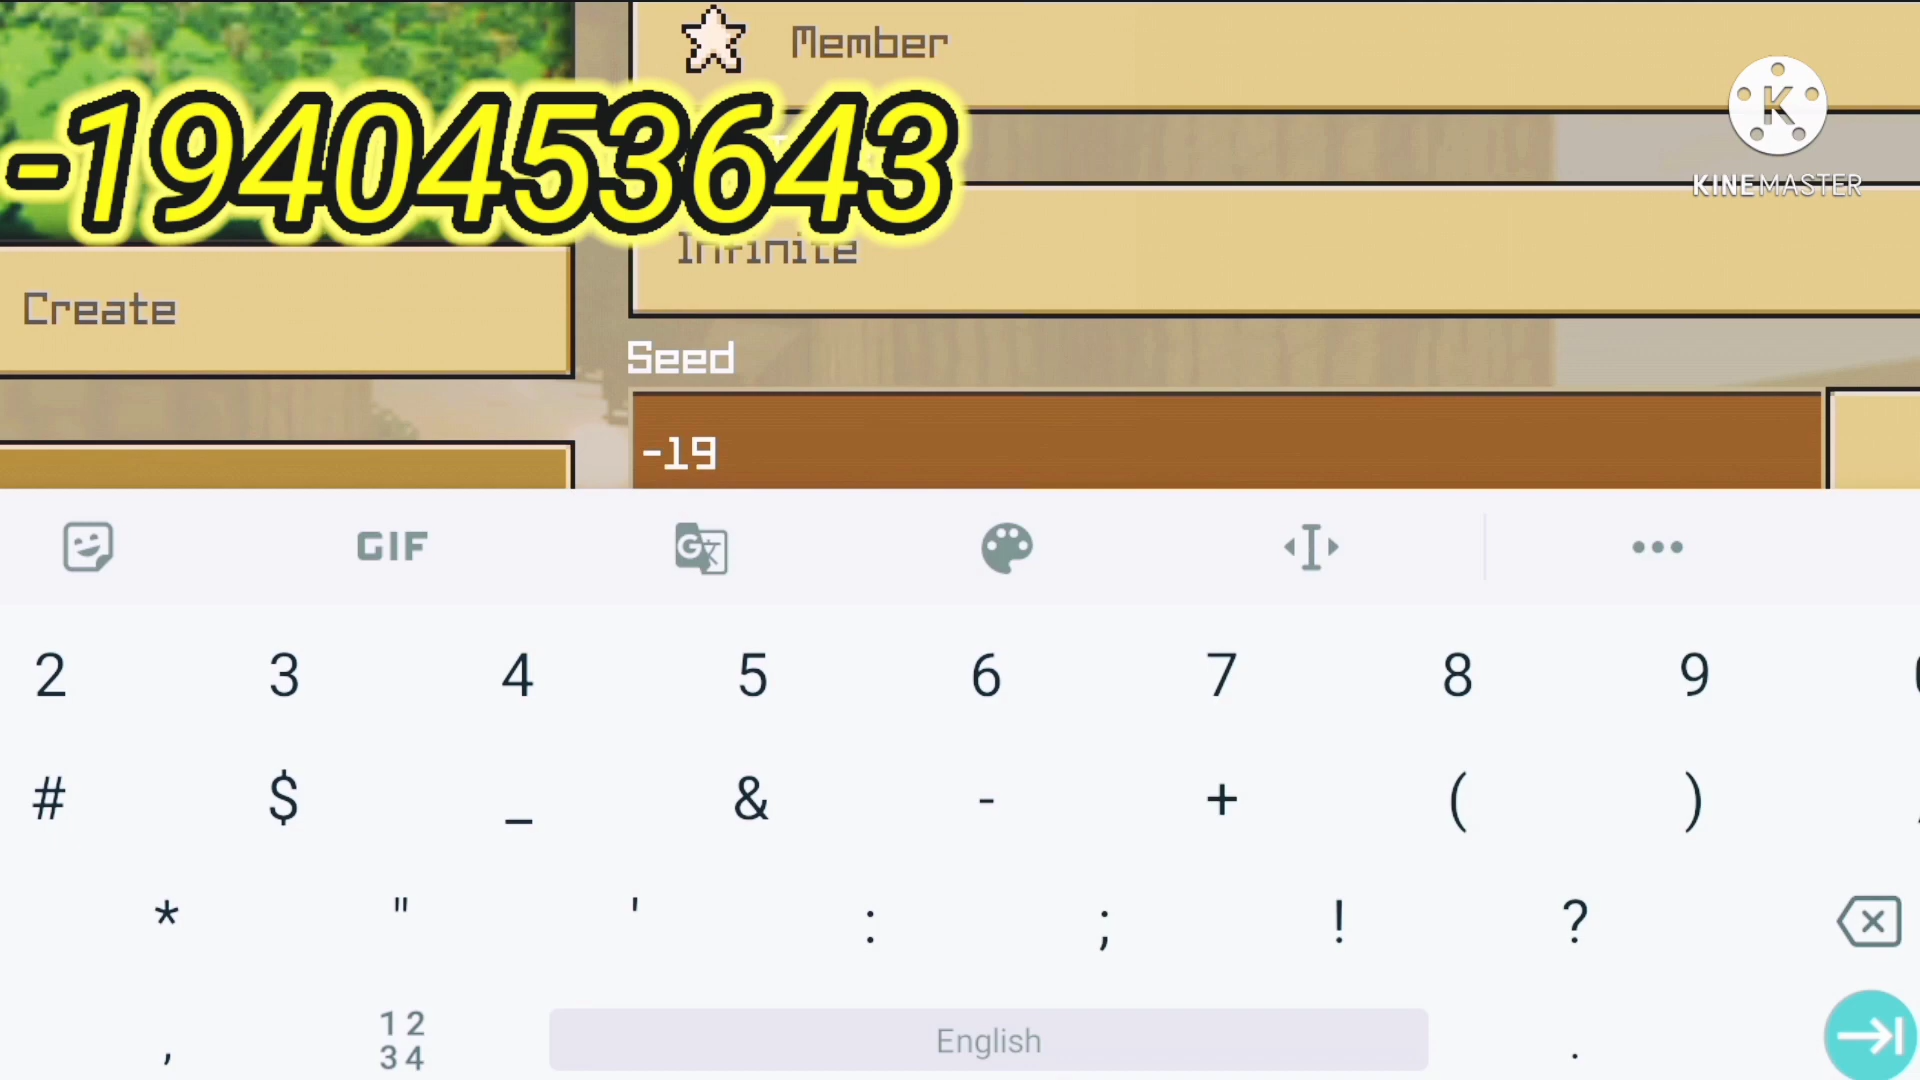 Member
-1940453643
KINEMASTER
Infinite
Create
Seed
-19
GIF
2 3 4 5 6 7 8 9
# $ _ & - + ( )
* " ' : ; ! ?
, 12 34 English .